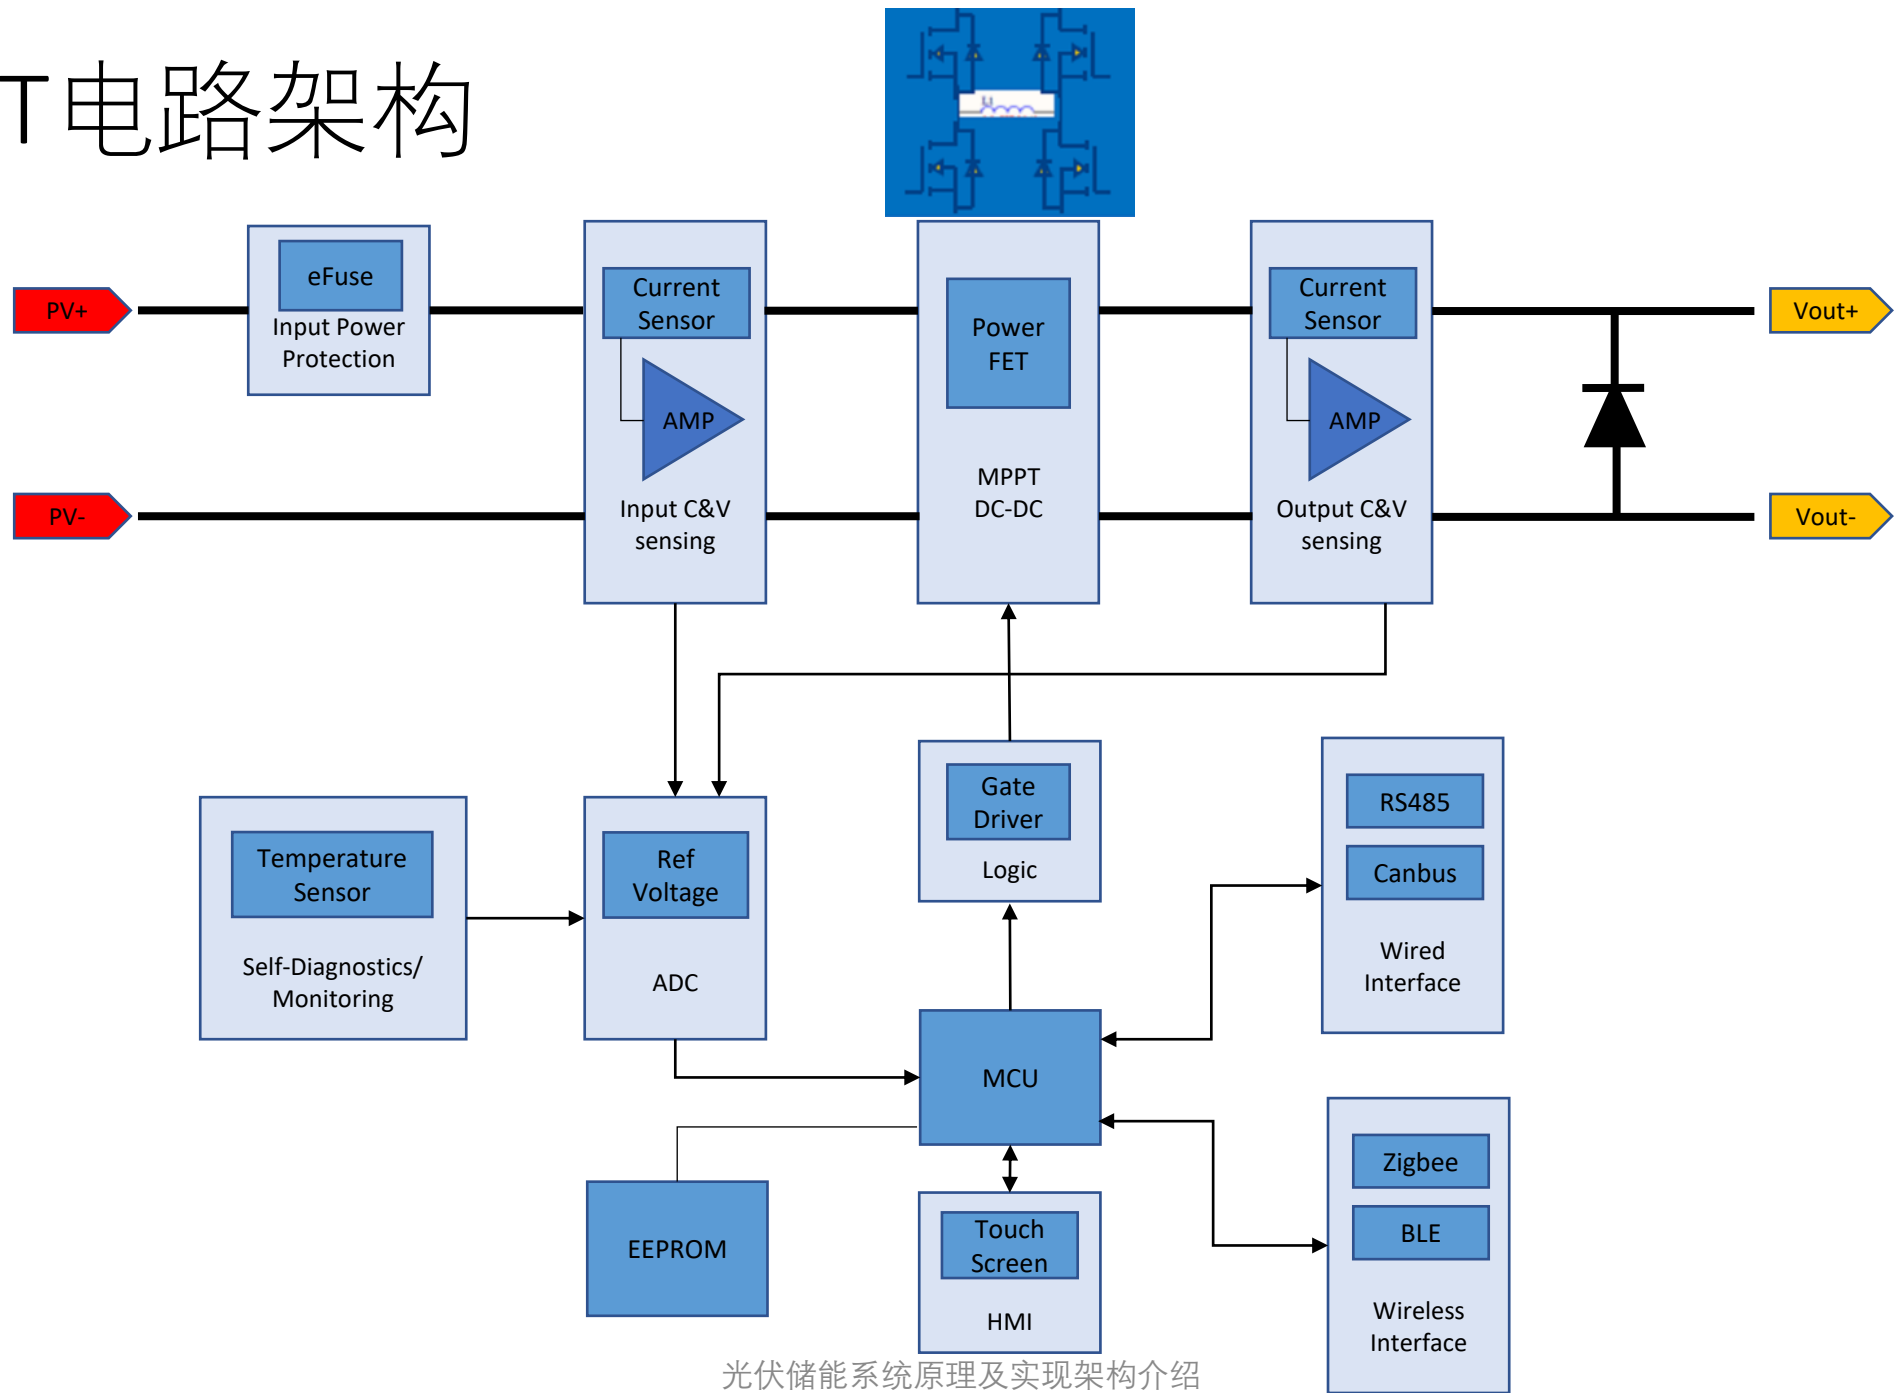 T电路架构
L1
eFuse
Input Power
Protection
Current
Sensor
AMP
Input C&V
sensing
Power
FET
MPPT
DC-DC
Current
Sensor
AMP
Output C&V
sensing
PV+
PV-
Vout+
Vout-
Temperature
Sensor
Self-Diagnostics/
Monitoring
Ref
Voltage
ADC
Gate
Driver
Logic
RS485
Canbus
Wired
Interface
MCU
EEPROM
Touch
Screen
HMI
Zigbee
BLE
Wireless
Interface
光伏储能系统原理及实现架构介绍